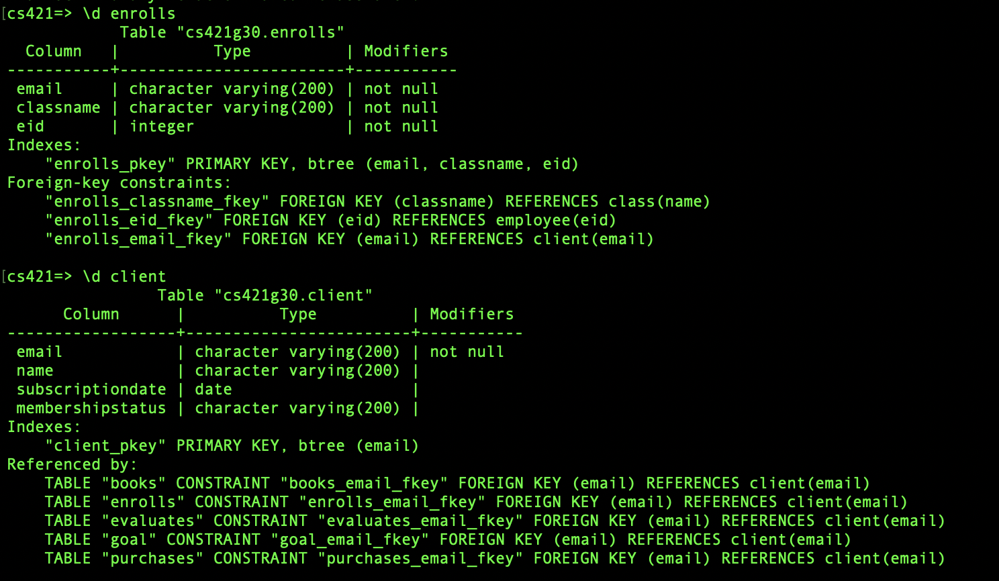 [cs421=> \d enrolls
            Table "cs421g30.enrolls"
  Column   |          Type          | Modifiers
-----------+------------------------+-----------
 email     | character varying(200) | not null
 classname | character varying(200) | not null
 eid       | integer                | not null
Indexes:
    "enrolls_pkey" PRIMARY KEY, btree (email, classname, eid)
Foreign-key constraints:
    "enrolls_classname_fkey" FOREIGN KEY (classname) REFERENCES class(name)
    "enrolls_eid_fkey" FOREIGN KEY (eid) REFERENCES employee(eid)
    "enrolls_email_fkey" FOREIGN KEY (email) REFERENCES client(email)
[cs421=> \d client
                Table "cs421g30.client"
      Column      |          Type          | Modifiers
------------------+------------------------+-----------
 email            | character varying(200) | not null
 name             | character varying(200) |
 subscriptiondate | date                   |
 membershipstatus | character varying(200) |
Indexes:
    "client_pkey" PRIMARY KEY, btree (email)
Referenced by:
    TABLE "books" CONSTRAINT "books_email_fkey" FOREIGN KEY (email) REFERENCES client(email)
    TABLE "enrolls" CONSTRAINT "enrolls_email_fkey" FOREIGN KEY (email) REFERENCES client(email)
    TABLE "evaluates" CONSTRAINT "evaluates_email_fkey" FOREIGN KEY (email) REFERENCES client(email)
    TABLE "goal" CONSTRAINT "goal_email_fkey" FOREIGN KEY (email) REFERENCES client(email)
    TABLE "purchases" CONSTRAINT "purchases_email_fkey" FOREIGN KEY (email) REFERENCES client(email)